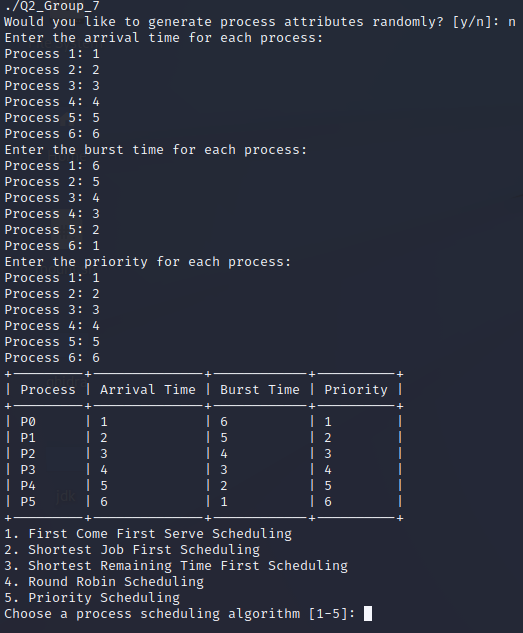 ./Q2_Group_7
Would you like to generate process attributes randomly? [y/n]: n
Enter the arrival time for each process:
Process 1: 1
Process 2: 2
Process 3: 3
Process 4: 4
Process 5: 5
Process 6: 6
Enter the burst time for each process:
Process 1: 6
Process 2: 5
Process 3: 4
Process 4: 3
Process 5: 2
Process 6: 1
Enter the priority for each process:
Process 1: 1
Process 2: 2
Process 3: 3
Process 4: 4
Process 5: 5
Process 6: 6
+---------+--------------+------------+----------+
| Process | Arrival Time | Burst Time | Priority |
+---------+--------------+------------+----------+
| P0      | 1            | 6          | 1        |
| P1      | 2            | 5          | 2        |
| P2      | 3            | 4          | 3        |
| P3      | 4            | 3          | 4        |
| P4      | 5            | 2          | 5        |
| P5      | 6            | 1          | 6        |
+---------+--------------+------------+----------+
1. First Come First Serve Scheduling
2. Shortest Job First Scheduling
3. Shortest Remaining Time First Scheduling
4. Round Robin Scheduling
5. Priority Scheduling
Choose a process scheduling algorithm [1-5]: